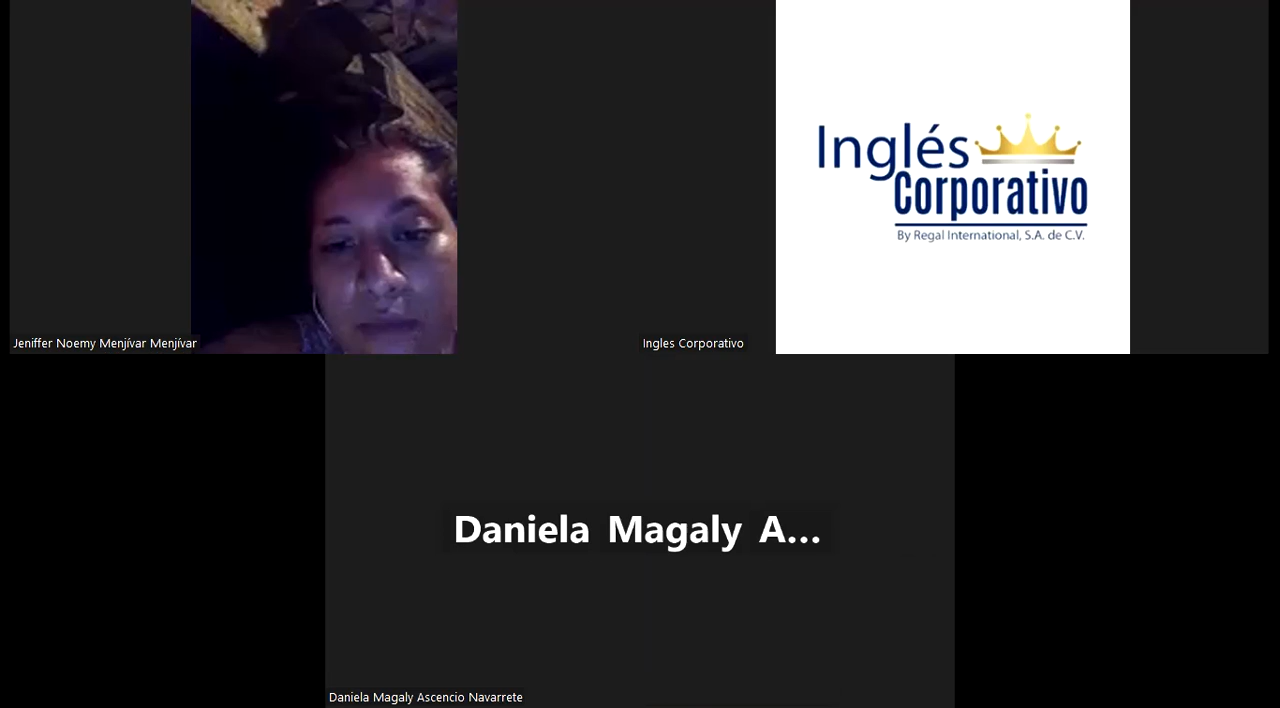 Inglés
Corporativo
By Regal International, S.A. de C.V.
Jeniffer Noemy Menjívar Menjívar
Ingles Corporativo
Daniela Magaly A...
Daniela Magaly Ascencio Navarrete